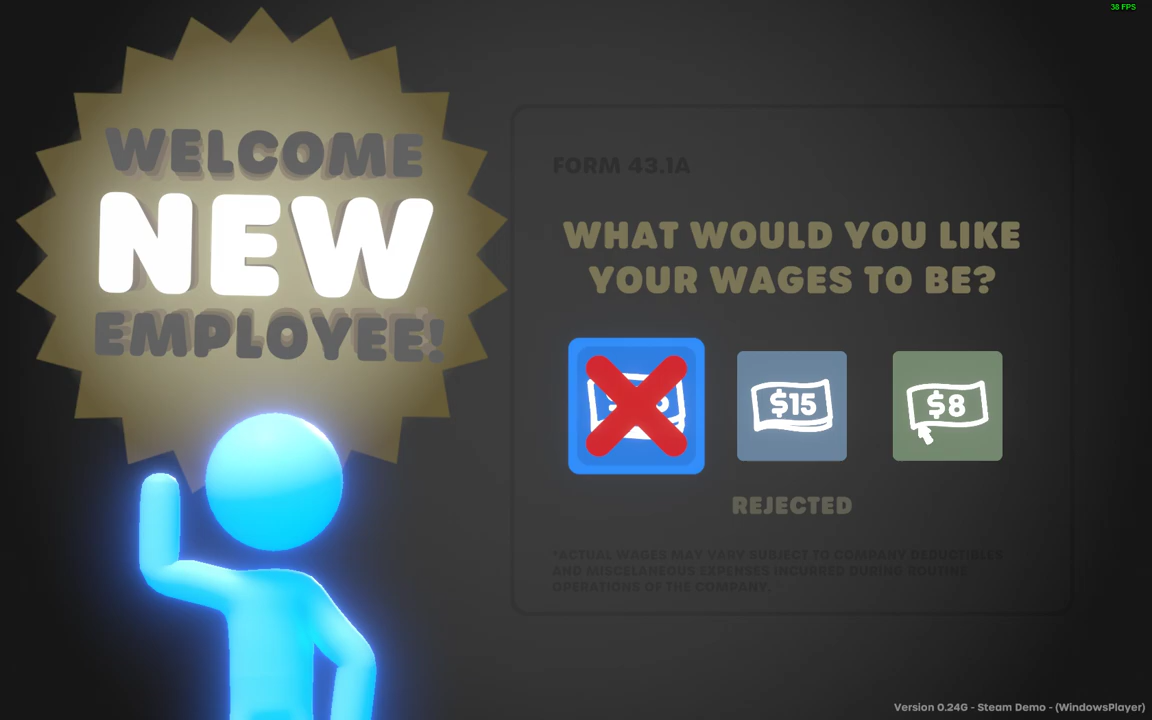 38 FPS
WELCOME
NEW
EMPLOYEE!
FORM 43.1A
WHAT WOULD YOU LIKE
YOUR WAGES TO BE?
$15
$8
REJECTED
*ACTUAL WAGES MAY VARY SUBJECT TO COMPANY DEDUCTIBLES
AND MISCELANEOUS EXPENSES INCURRED DURING ROUTINE
OPERATIONS OF THE COMPANY.
Version 0.24G - Steam Demo - (WindowsPlayer)